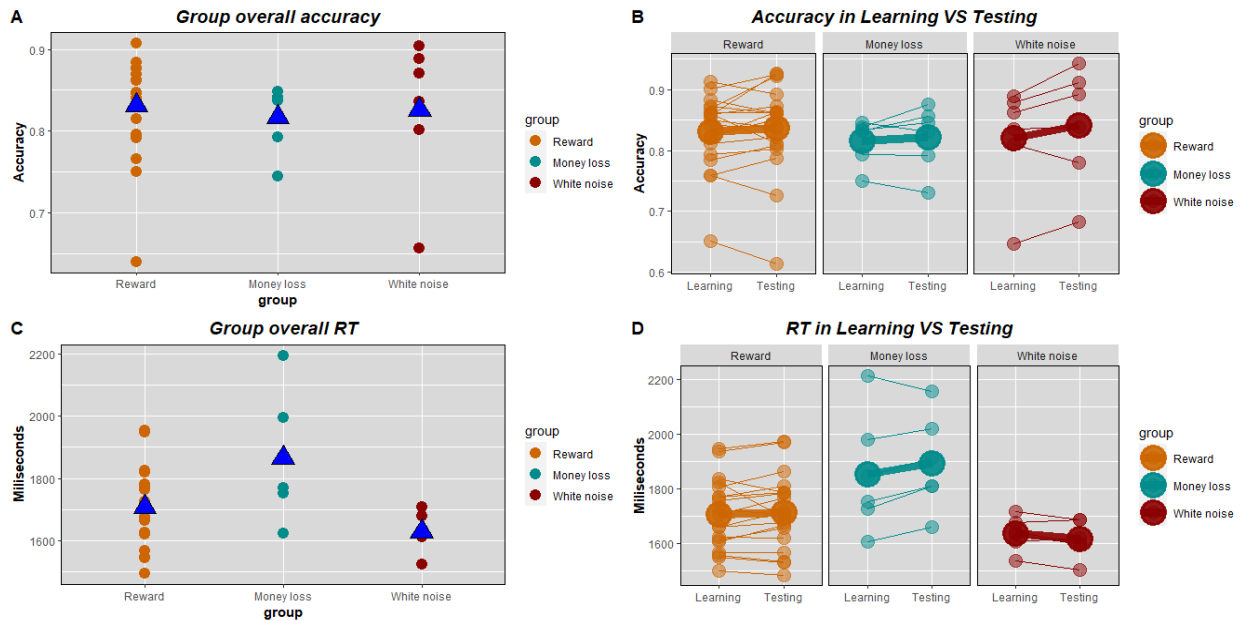 A
Group overall accuracy
Accuracy
0.9
0.8
0.7
Reward
Money loss
White noise
group
group
Reward
Money loss
White noise
B
Accuracy in Learning VS Testing
Reward
Money loss
White noise
Accuracy
0.9
0.8
0.7
0.6
Learning
Testing
Learning
Testing
Learning
Testing
group
Reward
Money loss
White noise
C
Group overall RT
Miliseconds
2200
2000
1800
1600
Reward
Money loss
White noise
group
group
Reward
Money loss
White noise
D
RT in Learning VS Testing
Reward
Money loss
White noise
Miliseconds
2200
2000
1800
1600
Learning
Testing
Learning
Testing
Learning
Testing
group
Reward
Money loss
White noise